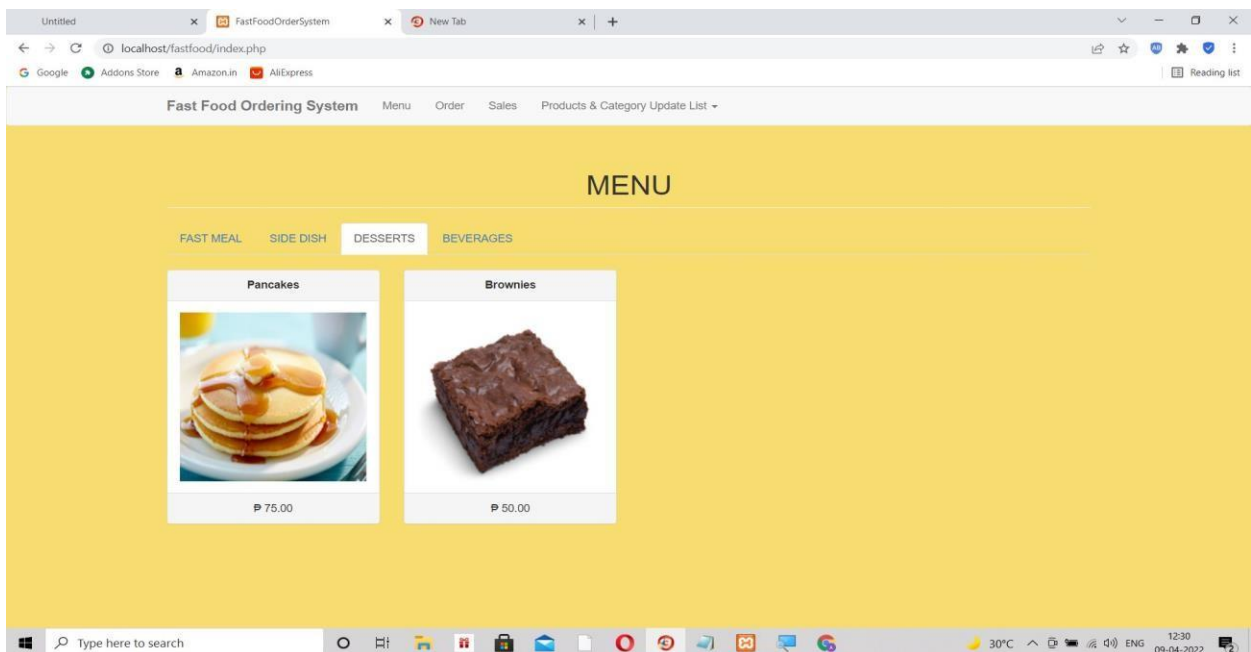 Untitled
FastFoodOrderSystem
New Tab
localhost/fastfood/index.php
Google
Addons Store
Amazon.in
AliExpress
Reading list
Fast Food Ordering System Menu Order Sales Products & Category Update List
MENU
FAST MEAL SIDE DISH DESSERTS BEVERAGES
Pancakes Brownies
₱ 75.00 ₱ 50.00
Type here to search
30°C ENG 12:30
09-04-2022